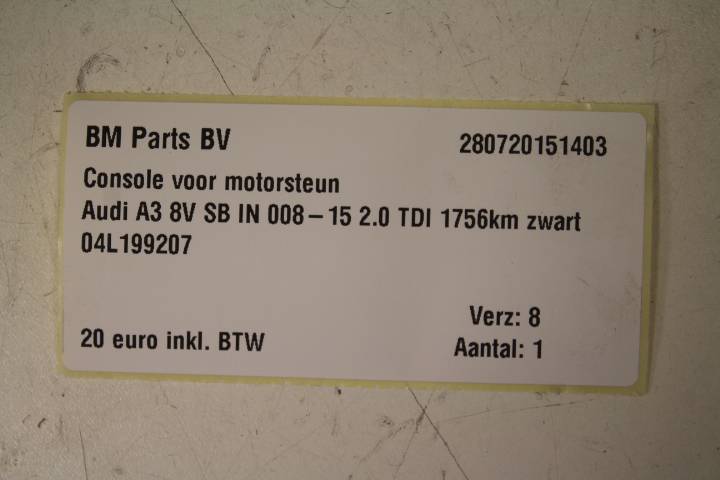 BM Parts BV 280720151403
Console voor motorsteun
Audi A3 8V SB IN 008-15 2.0 TDI 1756km zwart
04L199207
Verz: 8
20 euro inkl. BTW Aantal: 1